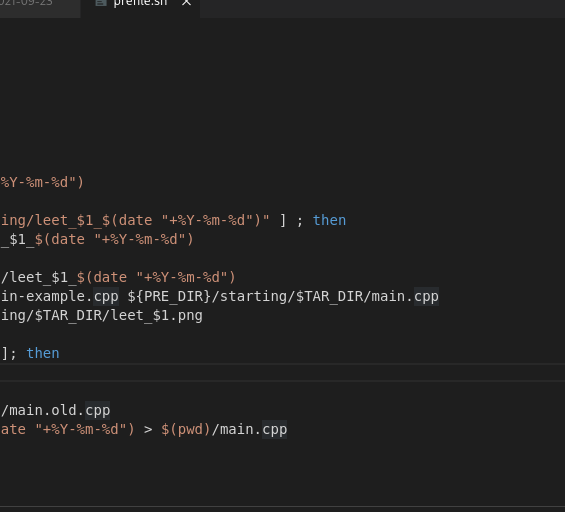 021-09-23 prefile.sh
%Y-%m-%d")
ing/leet_$1_$(date "+%Y-%m-%d")" ] ; then
_$1_$(date "+%Y-%m-%d")
/leet_$1_$(date "+%Y-%m-%d")
in-example.cpp ${PRE_DIR}/starting/$TAR_DIR/main.cpp
ing/$TAR_DIR/leet_$1.png
]; then
/main.old.cpp
ate "+%Y-%m-%d") > $(pwd)/main.cpp